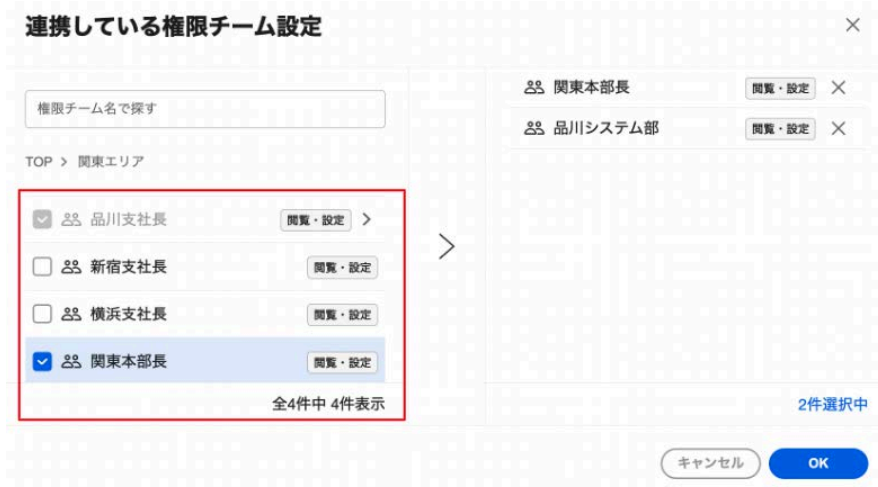 連携している権限チーム設定
権限チーム名で探す
TOP > 関東エリア
品川支社長 閲覧・設定
新宿支社長 閲覧・設定
横浜支社長 閲覧・設定
関東本部長 閲覧・設定
全4件中 4件表示
関東本部長 閲覧・設定
品川システム部 閲覧・設定
2件選択中
キャンセル
OK